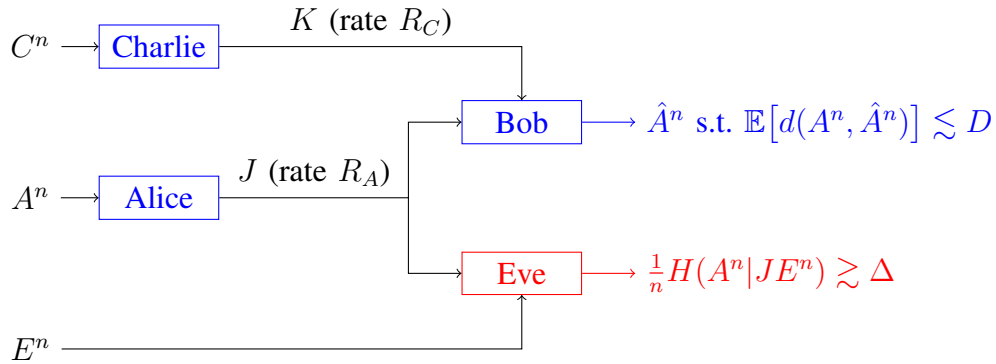 K (rate R_C)
C^n
Charlie
Bob
Â^n s.t. 𝔼[d(A^n, Â^n)] ≲ D
J (rate R_A)
A^n
Alice
Eve
1/n H(A^n|JE^n) ≳ Δ
E^n